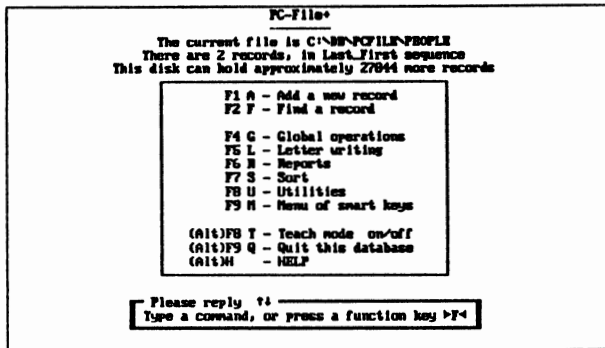 PC-File+
The current file is C:\DB\PCFILE\PEOPLE
There are 2 records, in Last_First sequence
This disk can hold approximately 27044 more records
F1 A - Add a new record
F2 F - Find a record
F4 G - Global operations
F5 L - Letter writing
F6 R - Reports
F7 S - Sort
F8 U - Utilities
F9 M - Menu of smart keys
(Alt)F8 T - Teach mode on/off
(Alt)F9 Q - Quit this database
(Alt)H - HELP
Please reply ↑↓
Type a command, or press a function key ►F◄